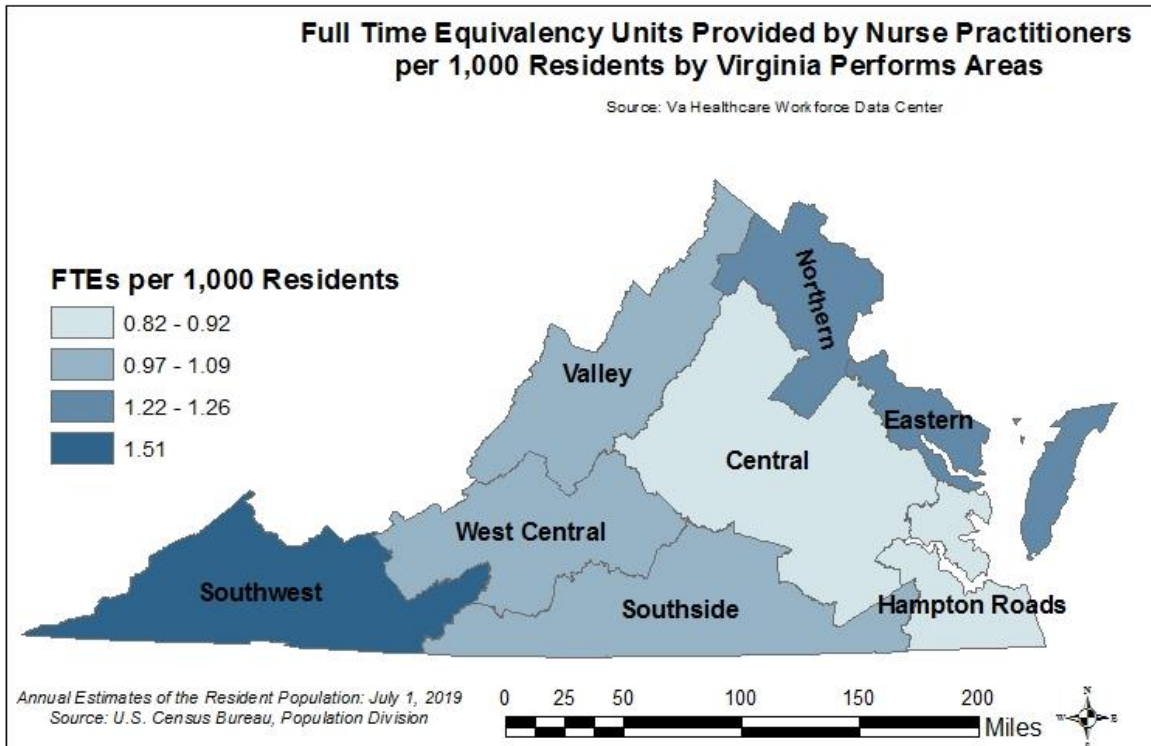 Full Time Equivalency Units Provided by Nurse Practitioners
per 1,000 Residents by Virginia Performs Areas
Source: Va Healthcare Workforce Data Center
FTEs per 1,000 Residents
0.82 - 0.92
0.97 - 1.09
1.22 - 1.26
1.51
Northern
Valley
Eastern
Central
West Central
Southwest
Southside
Hampton Roads
Annual Estimates of the Resident Population: July 1, 2019
Source: U.S. Census Bureau, Population Division
0 25 50 100 150 200
Miles
N
W E
S